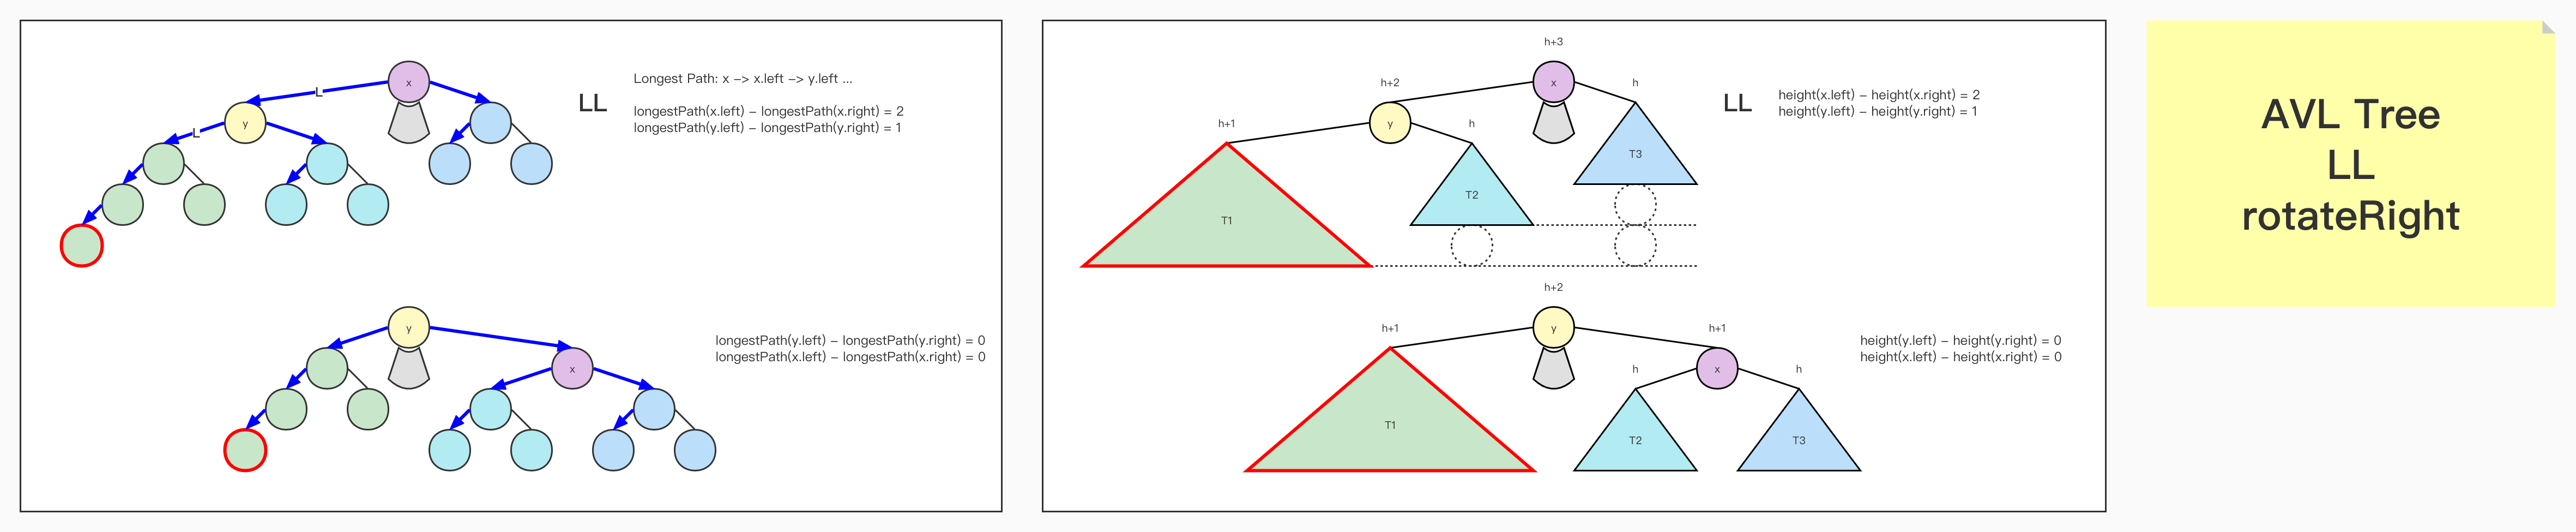 x
L
Longest Path: x -> x.left -> y.left ...
LL
longestPath(x.left) - longestPath(x.right) = 2
longestPath(y.left) - longestPath(y.right) = 1
y
L
y
longestPath(y.left) - longestPath(y.right) = 0
longestPath(x.left) - longestPath(x.right) = 0
x
h+3
h+2
x
h
LL
height(x.left) - height(x.right) = 2
height(y.left) - height(y.right) = 1
h+1
y
h
T3
T2
T1
h+2
h+1
y
h+1
height(y.left) - height(y.right) = 0
height(x.left) - height(x.right) = 0
h
x
h
T1
T2
T3
AVL Tree
LL
rotateRight